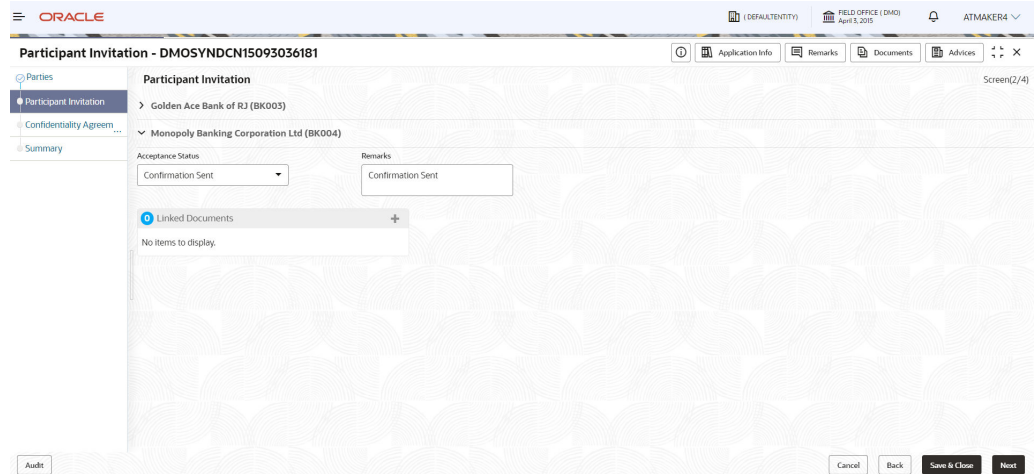 ORACLE
( DEFAULTENTITY)
FIELD OFFICE ( DMO)
April 3, 2015
ATMAKER4
Participant Invitation - DMOSYNDCN15093036181
Application Info
Remarks
Documents
Advices
Parties
Participant Invitation
Confidentiality Agreem...
Summary
Participant Invitation
Screen(2/4)
Golden Ace Bank of RJ (BK003)
Monopoly Banking Corporation Ltd (BK004)
Acceptance Status
Remarks
Confirmation Sent
Confirmation Sent
0 Linked Documents
No items to display.
Audit
Cancel
Back
Save & Close
Next